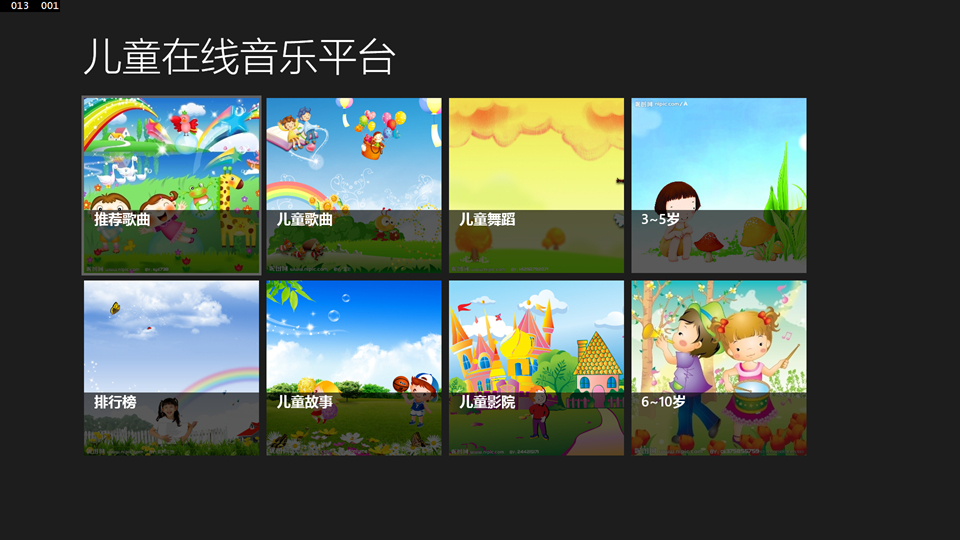 013 001
儿童在线音乐平台
推荐歌曲
儿童歌曲
儿童舞蹈
3~5岁
排行榜
儿童故事
儿童影院
6~10岁